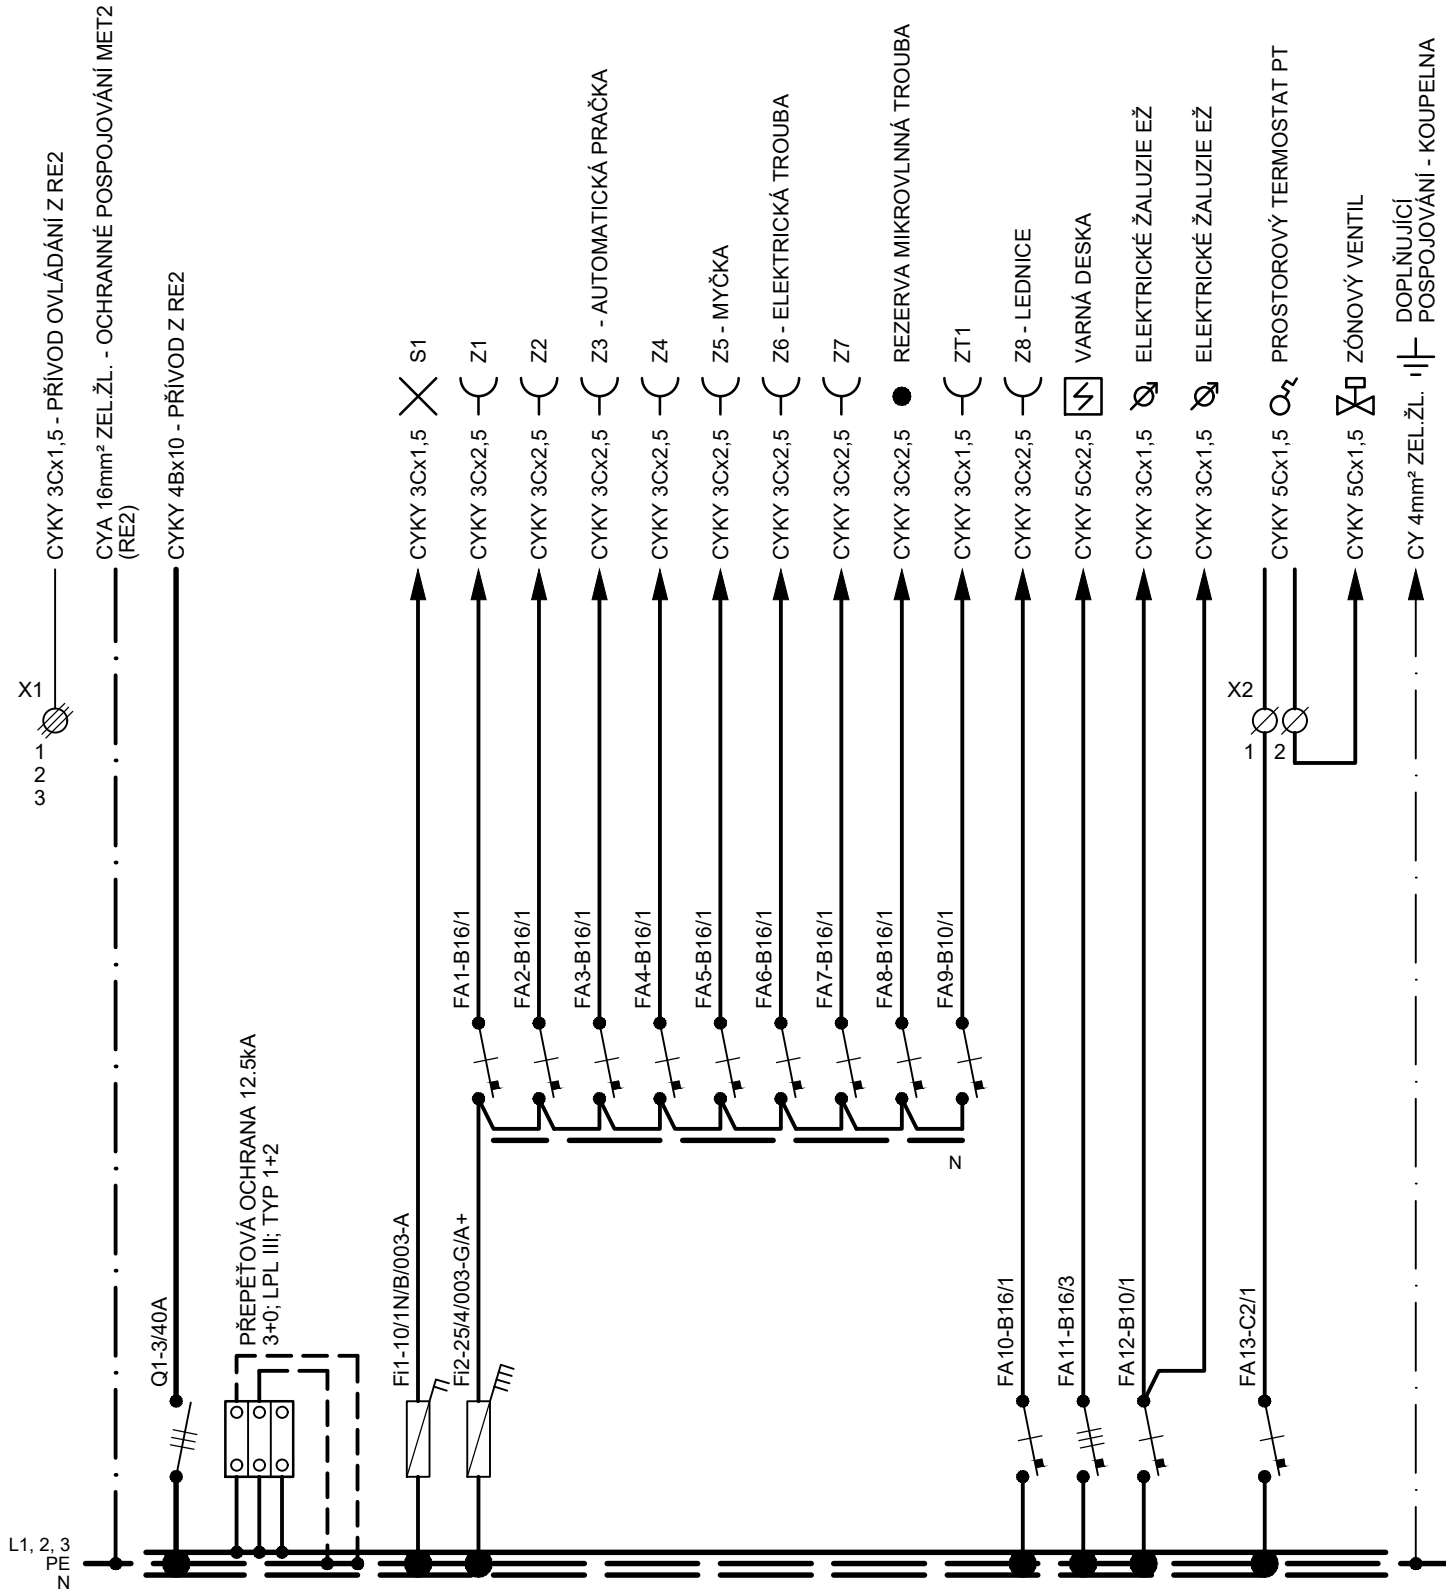 CYKY 3Cx1,5 - PŘÍVOD OVLÁDÁNÍ Z RE2
CYA 16mm² ZEL.ŽL. - OCHRANNÉ POSPOJOVÁNÍ MET2
(RE2)
CYKY 4Bx10 - PŘÍVOD Z RE2
CYKY 3Cx1,5 S1
CYKY 3Cx2,5 Z1
CYKY 3Cx2,5 Z2
CYKY 3Cx2,5 Z3 - AUTOMATICKÁ PRAČKA
CYKY 3Cx2,5 Z4
CYKY 3Cx2,5 Z5 - MYČKA
CYKY 3Cx2,5 Z6 - ELEKTRICKÁ TROUBA
CYKY 3Cx2,5 Z7
CYKY 3Cx2,5 REZERVA MIKROVLNNÁ TROUBA
CYKY 3Cx1,5 ZT1
CYKY 3Cx2,5 Z8 - LEDNICE
CYKY 5Cx2,5 VARNÁ DESKA
CYKY 3Cx1,5 ELEKTRICKÉ ŽALUZIE EŽ
CYKY 3Cx1,5 ELEKTRICKÉ ŽALUZIE EŽ
CYKY 5Cx1,5 PROSTOROVÝ TERMOSTAT PT
CYKY 5Cx1,5 ZÓNOVÝ VENTIL
CY 4mm² ZEL.ŽL. DOPLŇUJÍCÍ
POSPOJOVÁNÍ - KOUPELNA
X1
1
2
3
X2
1 2
FA1-B16/1
FA2-B16/1
FA3-B16/1
FA4-B16/1
FA5-B16/1
FA6-B16/1
FA7-B16/1
FA8-B16/1
FA9-B10/1
N
Q1-3/40A
PŘEPĚŤOVÁ OCHRANA 12.5kA
3+0; LPL III; TYP 1+2
Fi1-10/1N/B/003-A
Fi2-25/4/003-G/A+
FA10-B16/1
FA11-B16/3
FA12-B10/1
FA13-C2/1
L1, 2, 3
PE
N